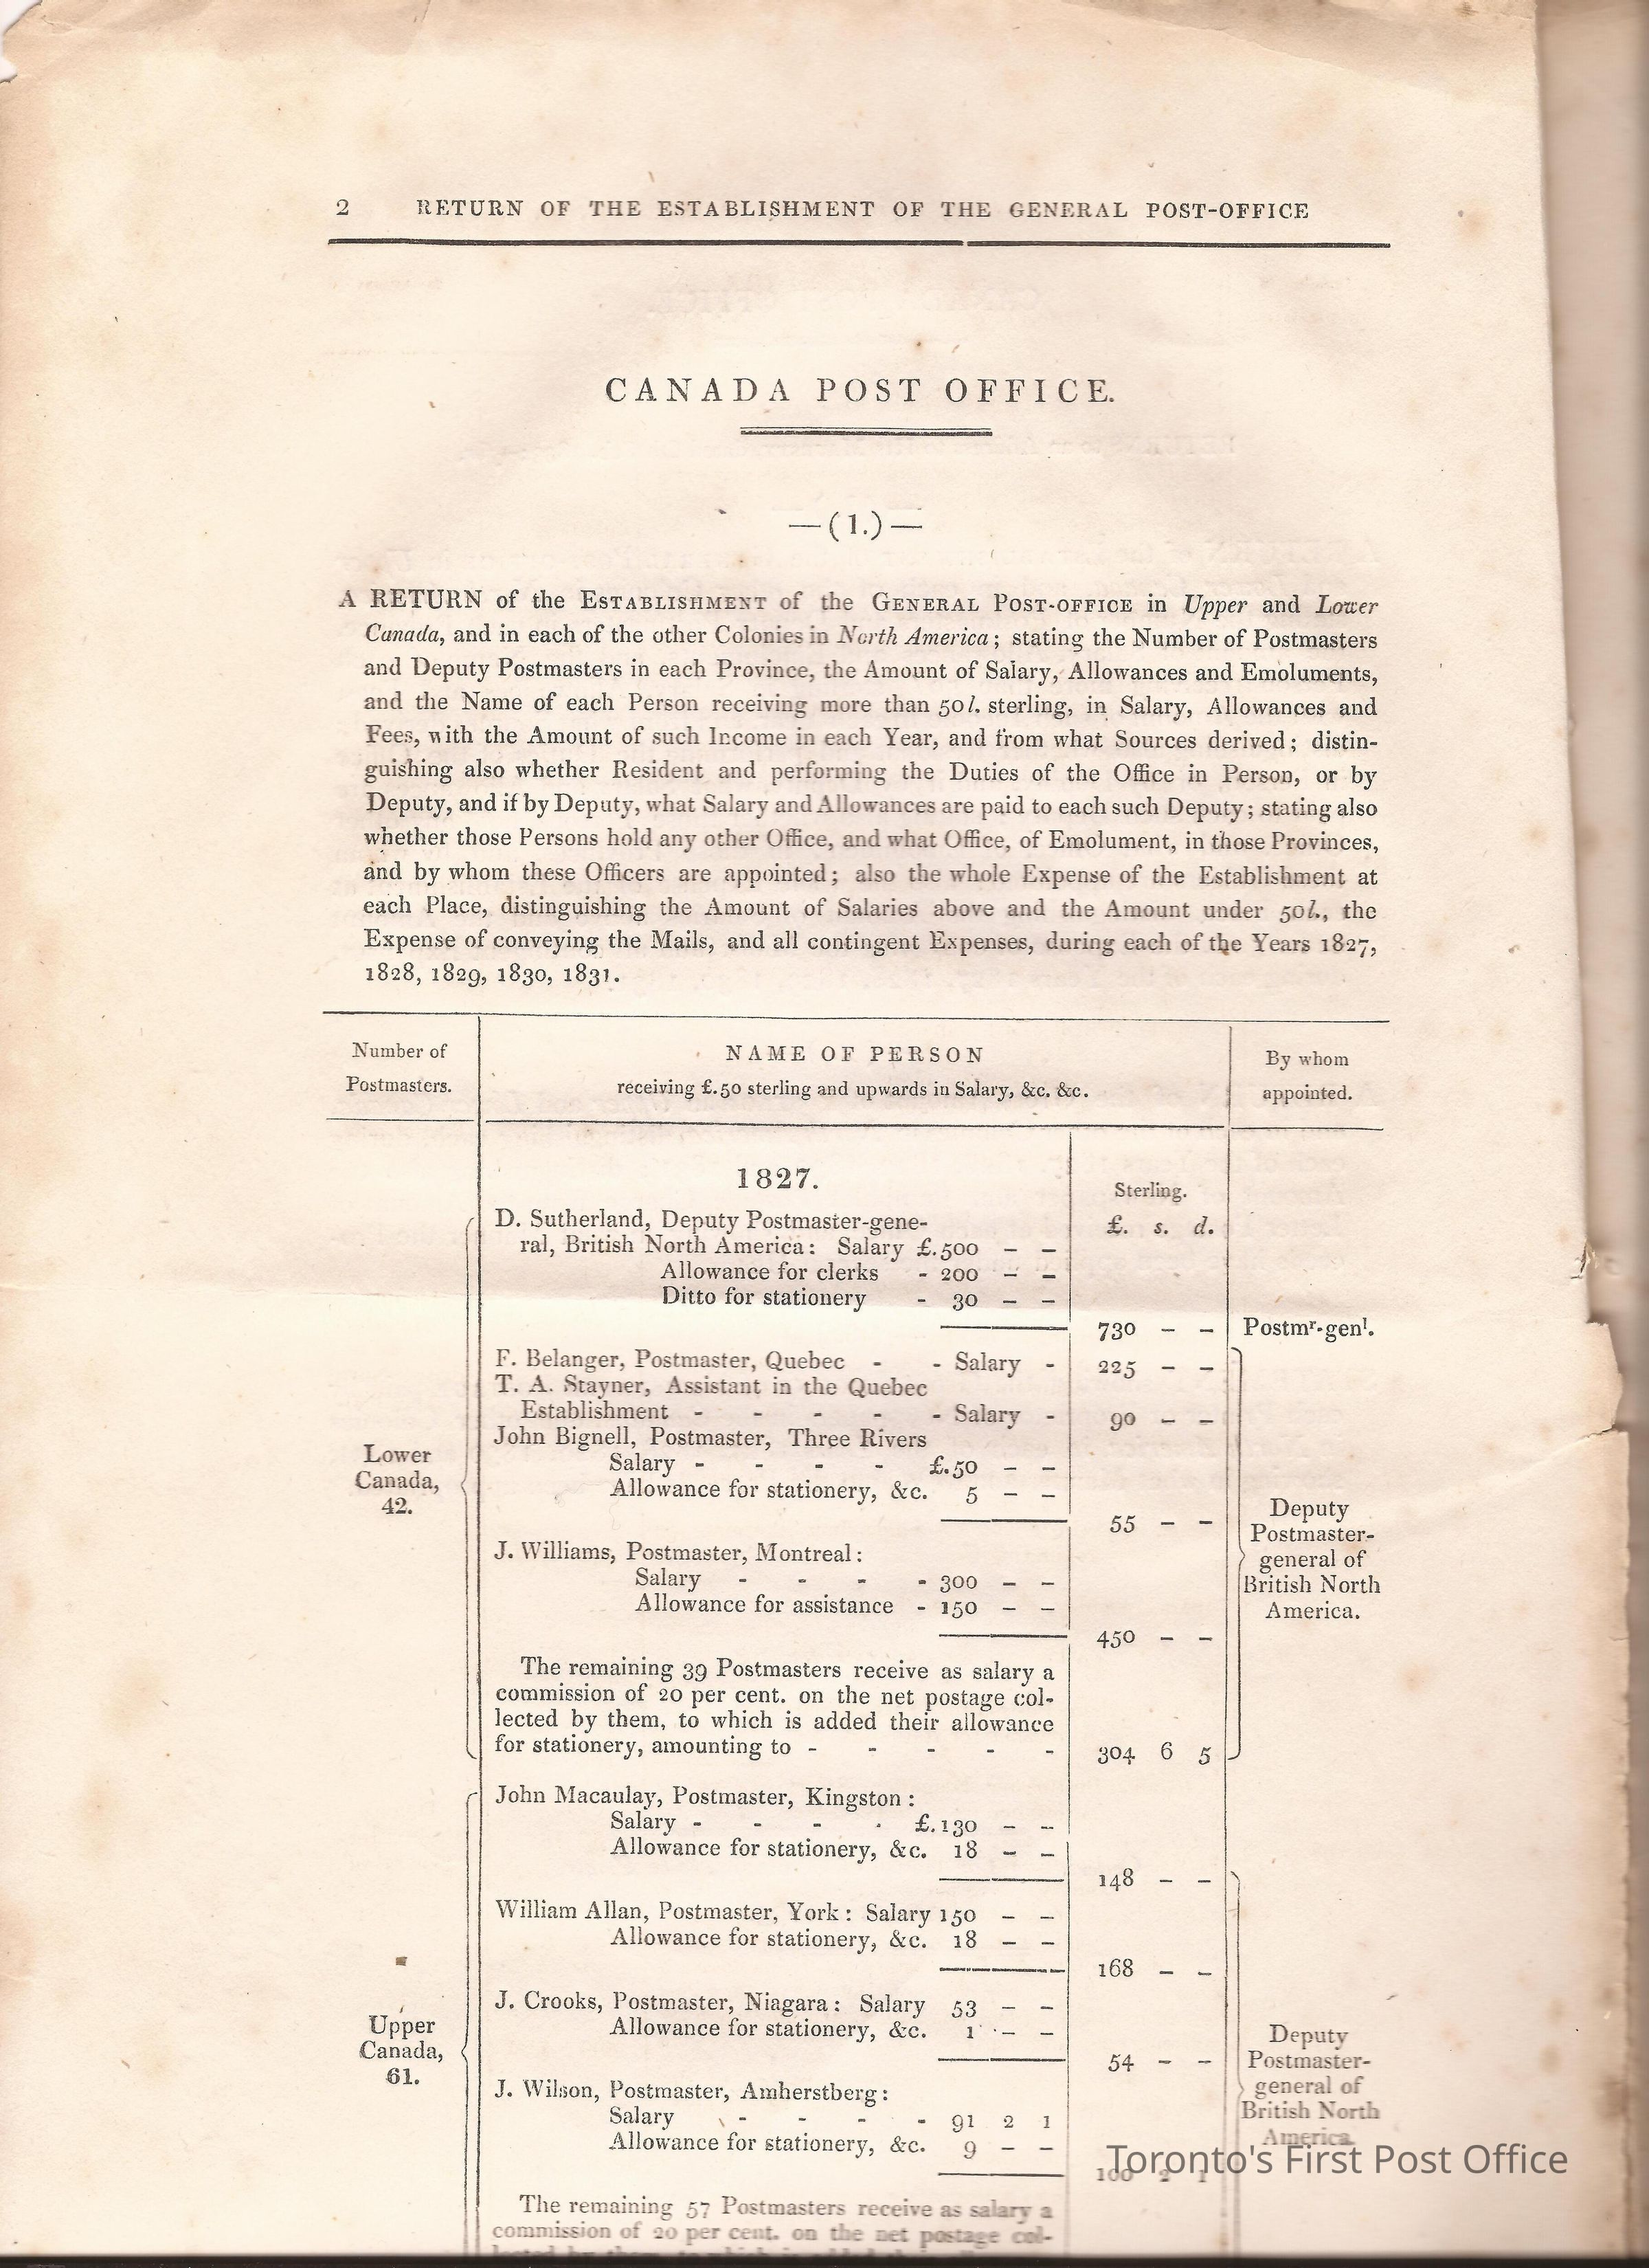 2 RETURN OF THE ESTABLISHMENT OF THE GENERAL POST-OFFICE
CANADA POST OFFICE.
—(1.)—
A RETURN of the ESTABLISHMENT of the GENERAL POST-OFFICE in Upper and Lower
Canada, and in each of the other Colonies in North America; stating the Number of Postmasters
and Deputy Postmasters in each Province, the Amount of Salary, Allowances and Emoluments,
and the Name of each Person receiving more than 50l. sterling, in Salary, Allowances and
Fees, with the Amount of such Income in each Year, and from what Sources derived; distin-
guishing also whether Resident and performing the Duties of the Office in Person, or by
Deputy, and if by Deputy, what Salary and Allowances are paid to each such Deputy; stating also
whether those Persons hold any other Office, and what Office, of Emolument, in those Provinces,
and by whom these Officers are appointed; also the whole Expense of the Establishment at
each Place, distinguishing the Amount of Salaries above and the Amount under 50l., the
Expense of conveying the Mails, and all contingent Expenses, during each of the Years 1827,
1828, 1829, 1830, 1831.
Number of
Postmasters.
NAME OF PERSON
receiving £.50 sterling and upwards in Salary, &c. &c.
By whom
appointed.
1827.
Sterling.
£. s. d.
D. Sutherland, Deputy Postmaster-gene-
ral, British North America: Salary £.500 – –
Allowance for clerks - 200 – –
Ditto for stationery - 30 – –
730 – – Postmr-genl.
F. Belanger, Postmaster, Quebec - - Salary - 225 – –
T. A. Stayner, Assistant in the Quebec
Establishment - - - - - Salary - 90 – –
John Bignell, Postmaster, Three Rivers
Salary - - - - £.50 – –
Allowance for stationery, &c. 5 – –
55 – –
J. Williams, Postmaster, Montreal:
Salary - - - - 300 – –
Allowance for assistance - 150 – –
450 – –
The remaining 39 Postmasters receive as salary a
commission of 20 per cent. on the net postage col-
lected by them, to which is added their allowance
for stationery, amounting to - - - - - 304 6 5
Lower
Canada,
42.
Deputy
Postmaster-
general of
British North
America.
John Macaulay, Postmaster, Kingston:
Salary - - - - £.130 – –
Allowance for stationery, &c. 18 – –
148 – –
William Allan, Postmaster, York: Salary 150 – –
Allowance for stationery, &c. 18 – –
168 – –
J. Crooks, Postmaster, Niagara: Salary 53 – –
Allowance for stationery, &c. 1 – –
54 – –
J. Wilson, Postmaster, Amherstberg:
Salary - - - - 91 2 1
Allowance for stationery, &c. 9 – –
100 2 1
Upper
Canada,
61.
Deputy
Postmaster-
general of
British North
America.
Toronto's First Post Office
The remaining 57 Postmasters receive as salary a
commission of 20 per cent. on the net postage col-